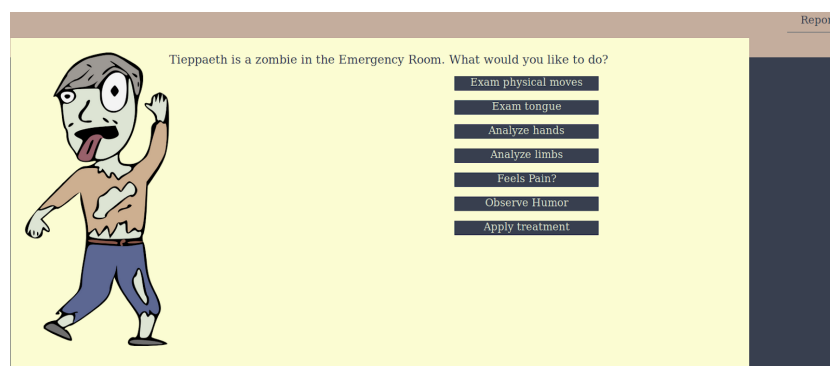 Repor
Tieppaeth is a zombie in the Emergency Room. What would you like to do?
Exam physical moves
Exam tongue
Analyze hands
Analyze limbs
Feels Pain?
Observe Humor
Apply treatment